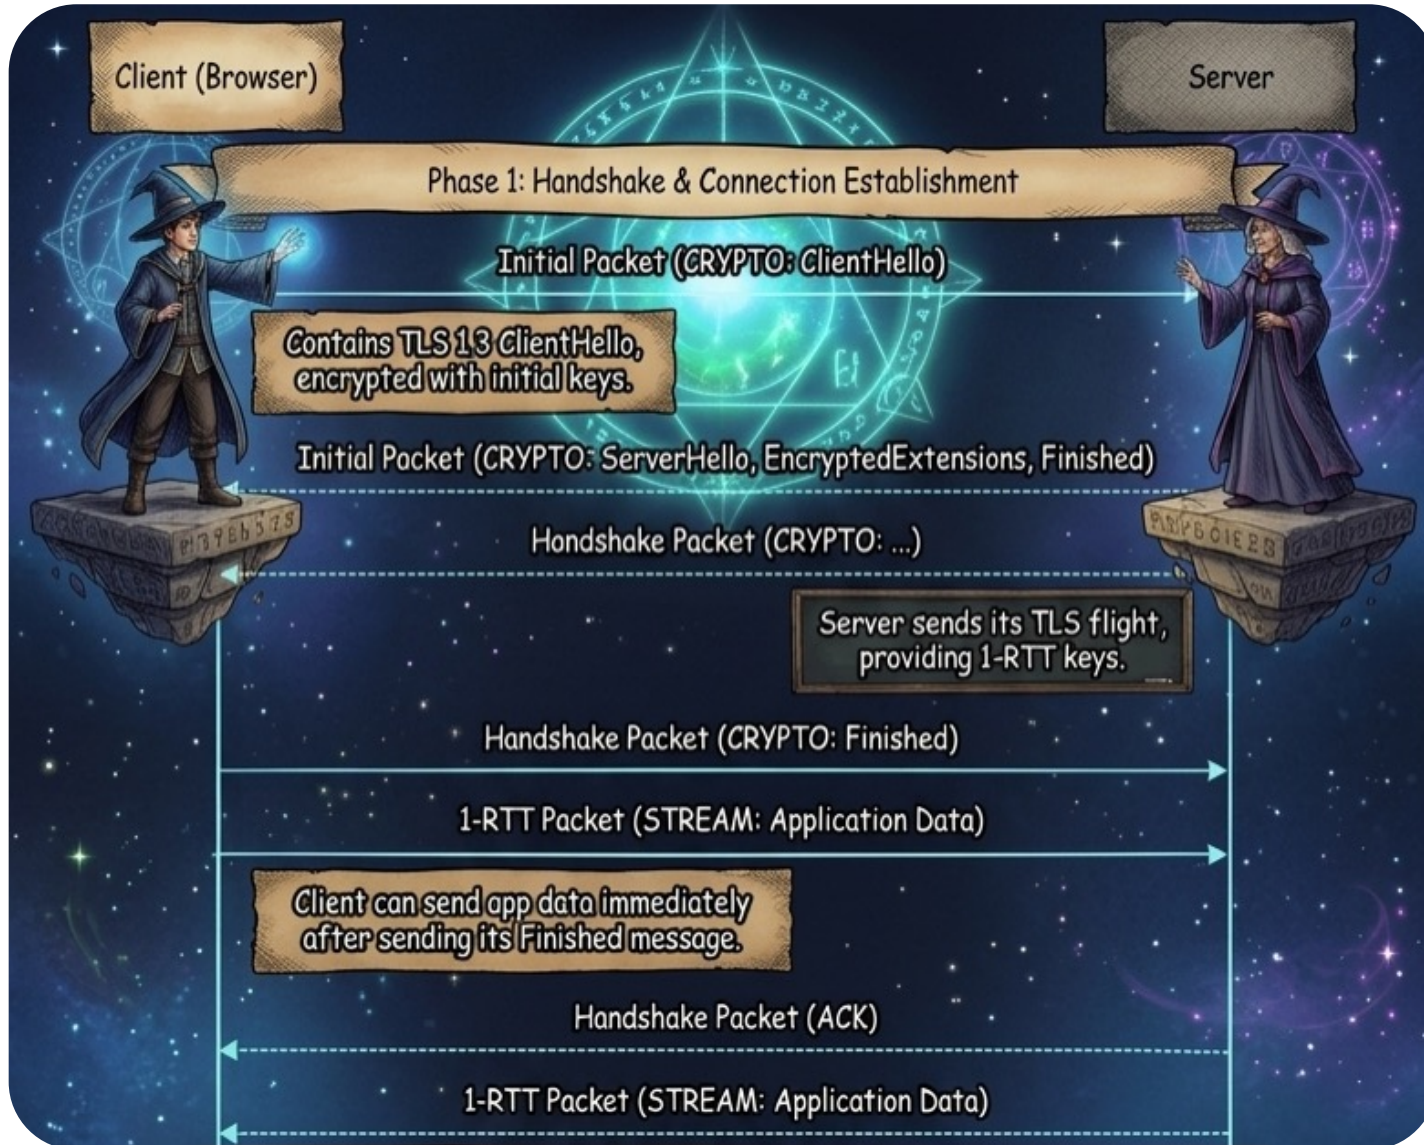 Client (Browser)
Server
Phase 1: Handshake & Connection Establishment
Initial Packet (CRYPTO: ClientHello)
Contains TLS 1.3 ClientHello,
encrypted with initial keys.
Initial Packet (CRYPTO: ServerHello, EncryptedExtensions, Finished)
Hondshake Packet (CRYPTO: ...)
Server sends its TLS flight,
providing 1-RTT keys.
Handshake Packet (CRYPTO: Finished)
1-RTT Packet (STREAM: Application Data)
Client can send app data immediately
after sending its Finished message.
Handshake Packet (ACK)
1-RTT Packet (STREAM: Application Data)